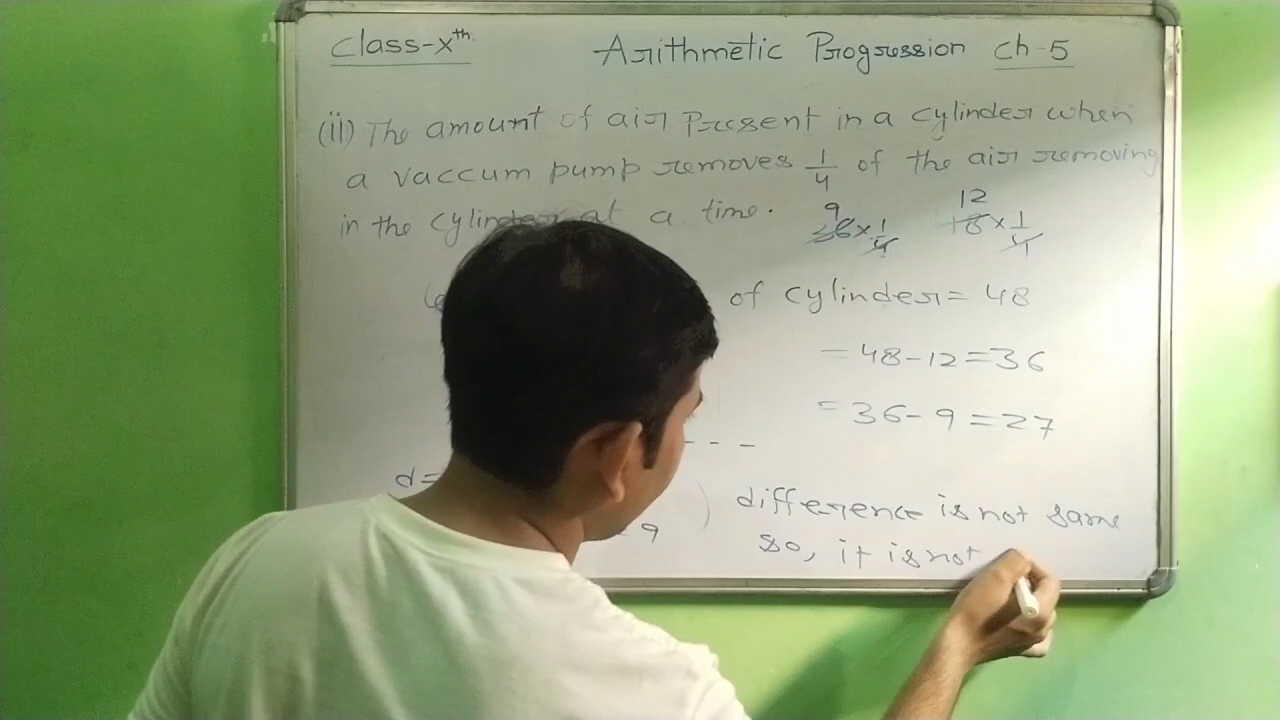 Class-xth Arithmetic Progression Ch-5
(ii) The amount of air Present in a cylinder when
a vaccum pump removes 1/4 of the air removing
in the cylinder at a time. 9 36×1/4 12 48×1/4
of cylinder = 48
= 48-12=36
= 36-9=27
- - -
d=
9 difference is not same
so, it is not